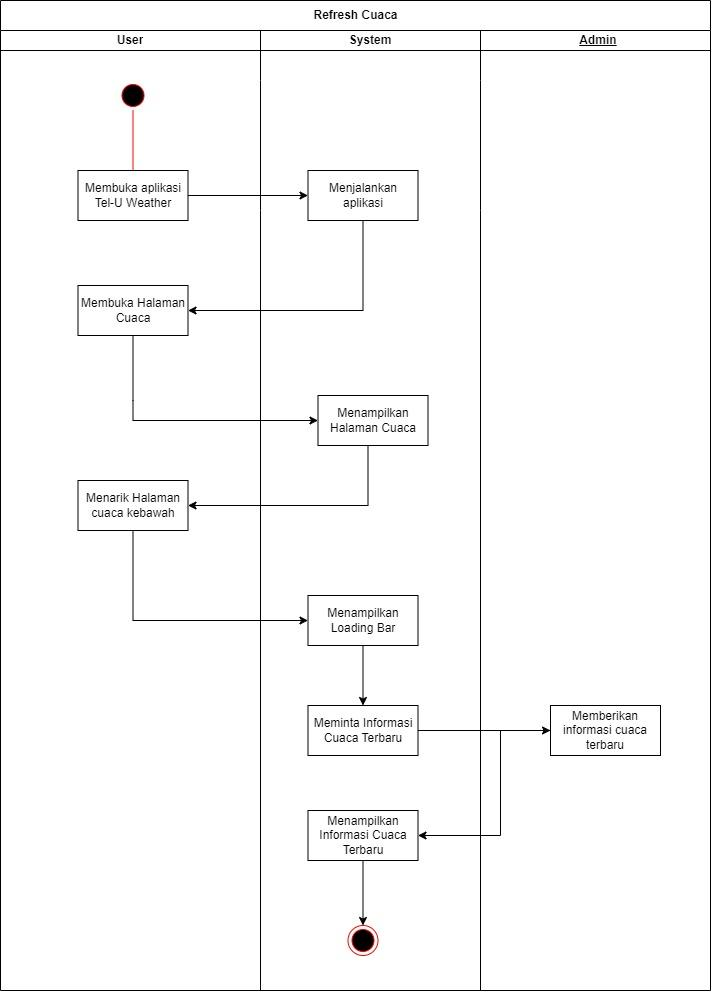 Refresh Cuaca
User
System
Admin
Membuka aplikasi
Tel-U Weather
Menjalankan
aplikasi
Membuka Halaman
Cuaca
Menampilkan
Halaman Cuaca
Menarik Halaman
cuaca kebawah
Menampilkan
Loading Bar
Meminta Informasi
Cuaca Terbaru
Memberikan
informasi cuaca
terbaru
Menampilkan
Informasi Cuaca
Terbaru